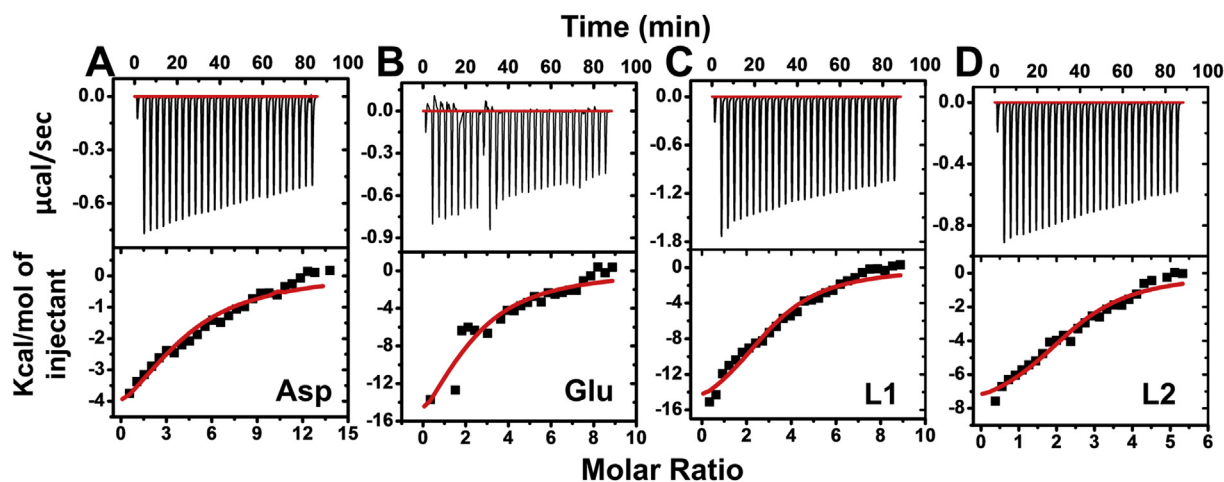 Time (min)
A B C D
0 20 40 60 80 100 0 20 40 60 80 100 0 20 40 60 80 100 0 20 40 60 80 100
µcal/sec
0.0 -0.3 -0.6
0.0 -0.3 -0.6 -0.9
0.0 -0.6 -1.2 -1.8
0.0 -0.4 -0.8
Kcal/mol of
injectant
0 -1 -2 -3 -4
0 -4 -8 -12 -16
0 -4 -8 -12 -16
0 -2 -4 -6 -8
Asp Glu L1 L2
0 3 6 9 12 15 0 2 4 6 8 10 0 2 4 6 8 10 0 1 2 3 4 5 6
Molar Ratio